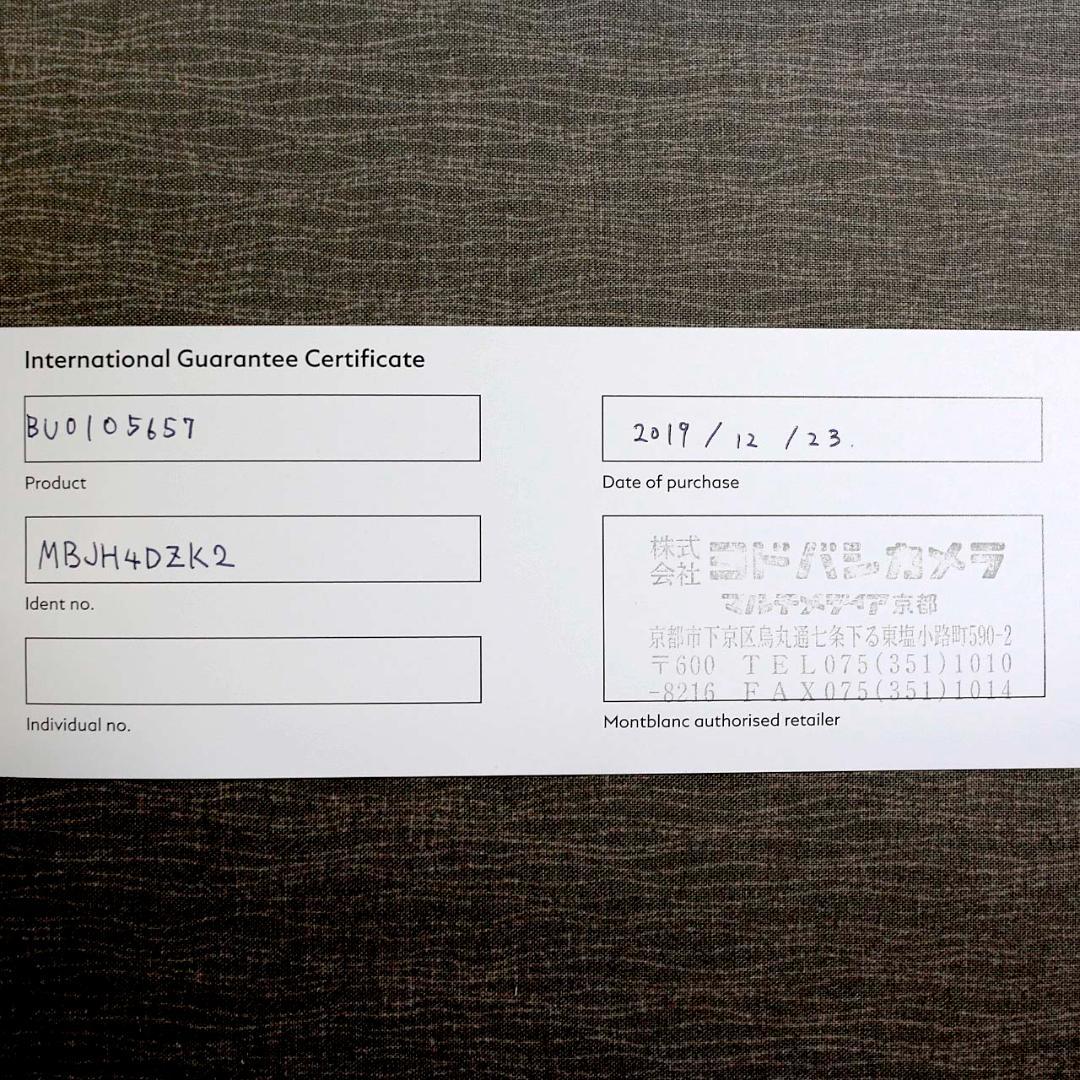 International Guarantee Certificate
BU0105657
Product
MBJH4DZK2
Ident no.
Individual no.
2019 / 12 / 23.
Date of purchase
株式会社 ヨドバシカメラ
マルチメディア京都
京都市下京区烏丸通七条下る東塩小路町590-2
〒600 TEL075(351)1010
-8216 FAX075(351)1014
Montblanc authorised retailer